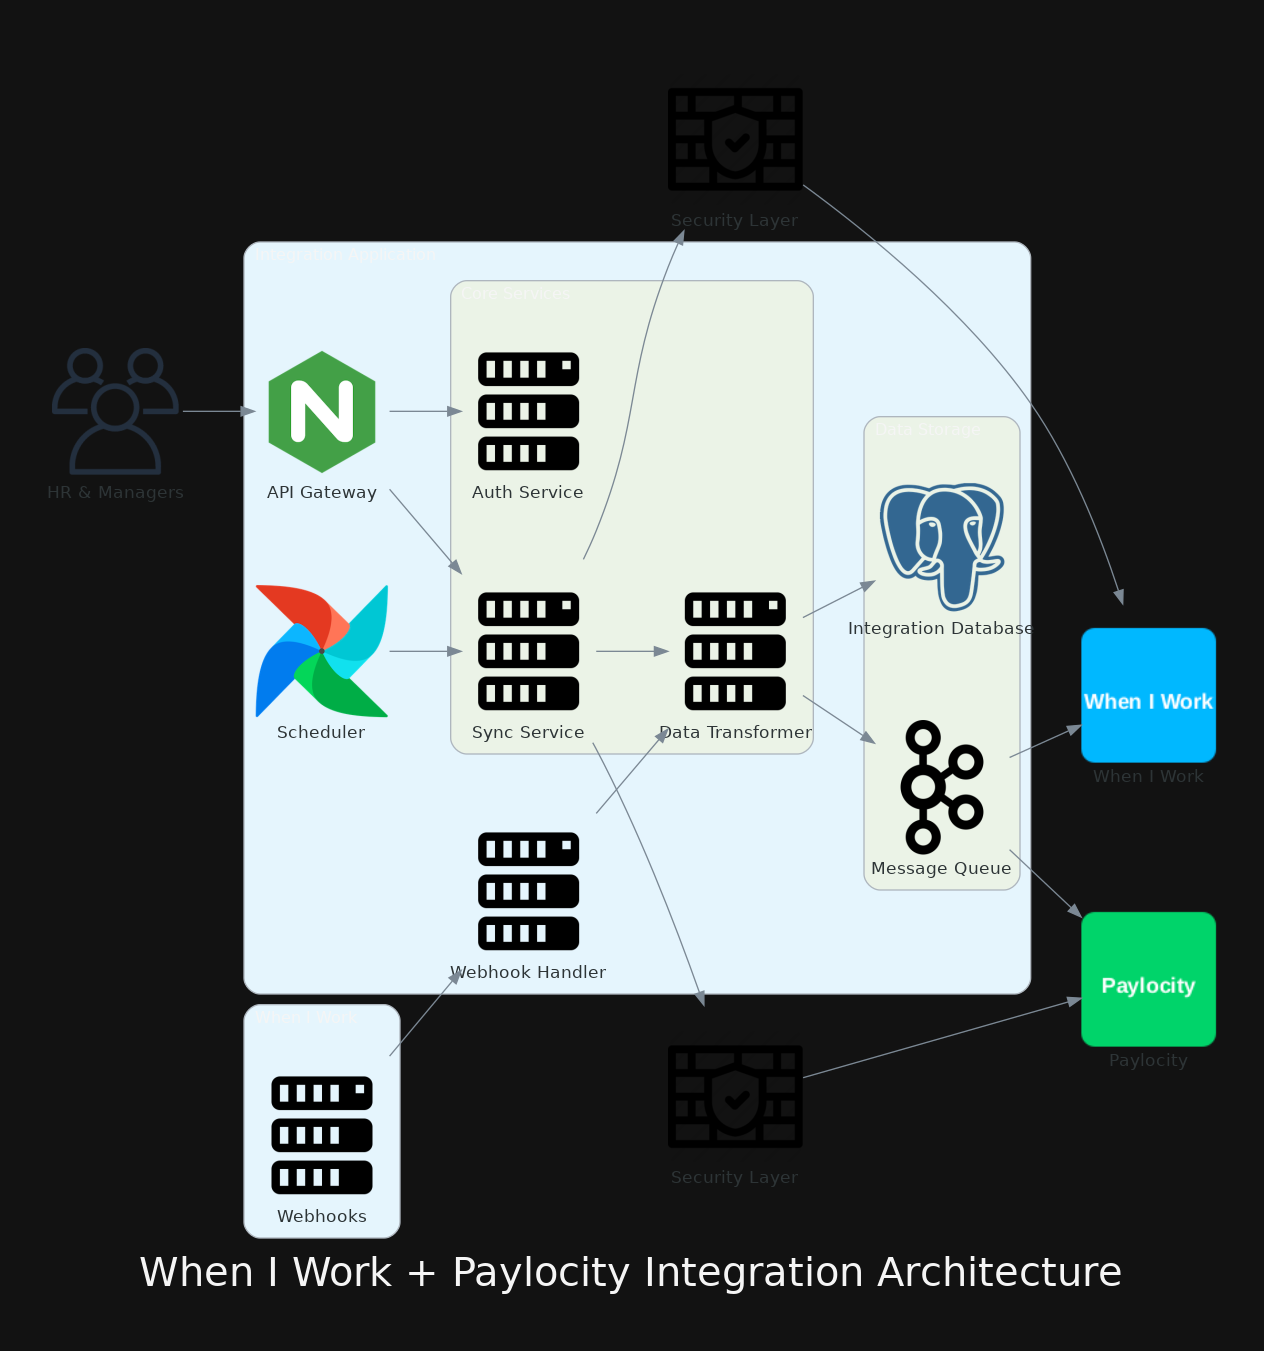 Security Layer
Integration Application
Core Services
HR & Managers
API Gateway
Auth Service
Data Storage
Integration Database
Scheduler
Sync Service
Data Transformer
When I Work
When I Work
Message Queue
Webhook Handler
Paylocity
Paylocity
When I Work
Webhooks
Security Layer
When I Work + Paylocity Integration Architecture